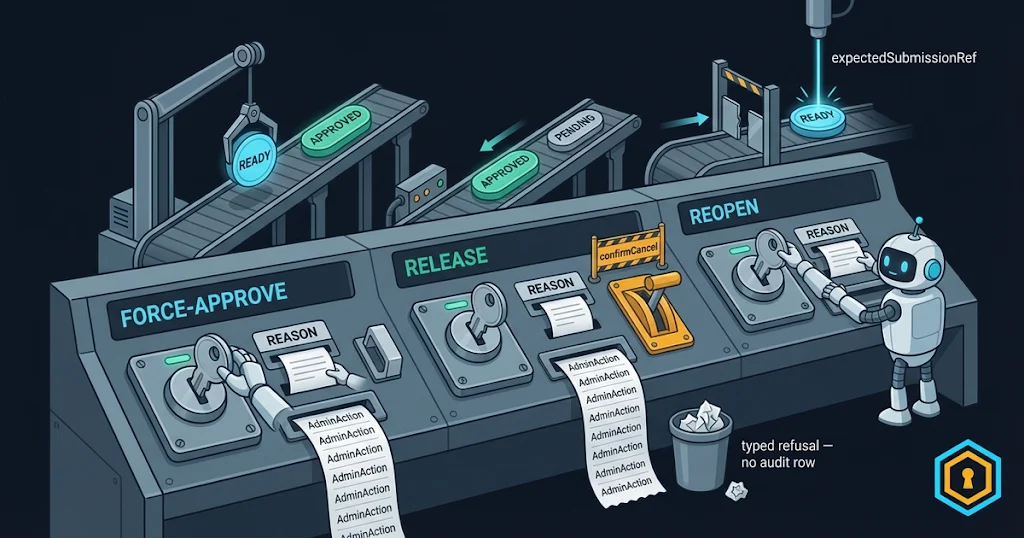 expectedSubmissionRef
READY
APPROVED
APPROVED
PENDING
READY
FORCE-APPROVE
REASON
RELEASE
REASON
confirmCancel
REOPEN
REASON
AdminAction
AdminAction
AdminAction
AdminAction
AdminAction
AdminAction
AdminAction
AdminAction
AdminAction
AdminAction
AdminAction
AdminAction
AdminAction
AdminAction
typed refusal —
no audit row